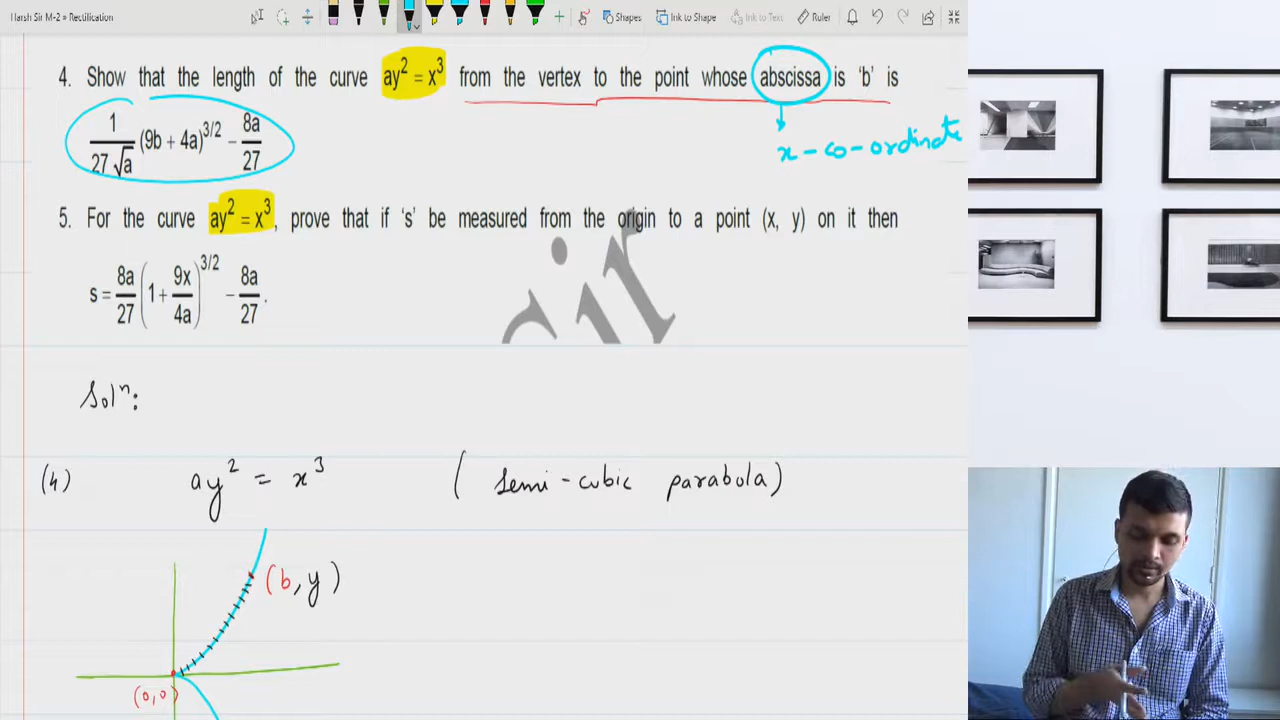 Harsh Sir M-2 » Rectification
Shapes Ink to Shape Ink to Text Ruler
4. Show that the length of the curve ay² = x³ from the vertex to the point whose abscissa is ‘b’ is
1/(27 √a) (9b + 4a)^3/2 – 8a/27
x – co – ordinate
5. For the curve ay² = x³, prove that if ‘s’ be measured from the origin to a point (x, y) on it then
s = 8a/27 (1 + 9x/4a)^3/2 – 8a/27.
Sir
Solⁿ:
(4) ay² = x³ ( Semi - cubic parabola)
(b, y)
(0,0)